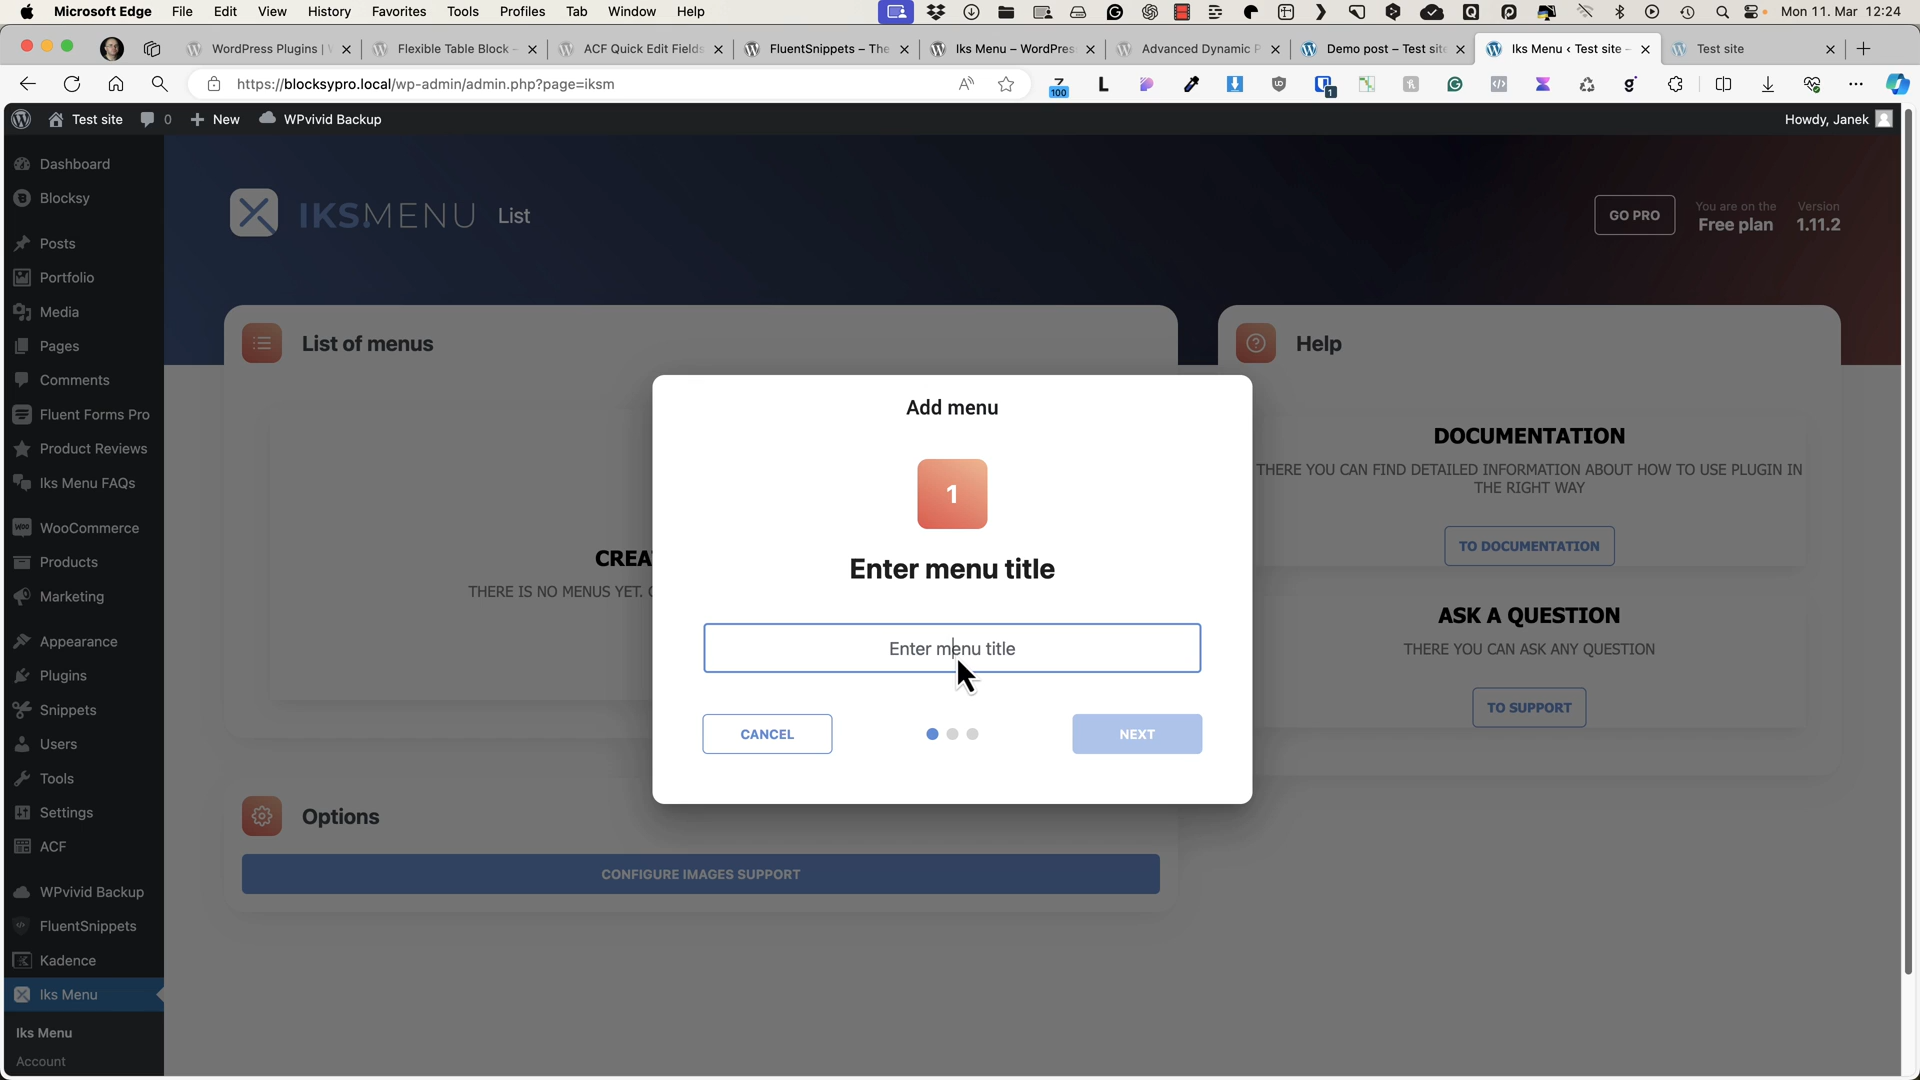 Microsoft Edge File Edit View History Favorites Tools Profiles Tab Window Help Mon 11. Mar 12:24
WordPress Plugins | Flexible Table Block - ACF Quick Edit Fields FluentSnippets – The Iks Menu – WordPres Advanced Dynamic P Demo post – Test site Iks Menu ‹ Test site - Test site
https://blocksypro.local/wp-admin/admin.php?page=iksm
100
1
Test site 0 New WPvivid Backup Howdy, Janek
Dashboard
Blocksy
Posts
Portfolio
Media
Pages
Comments
Fluent Forms Pro
Product Reviews
Iks Menu FAQs
WooCommerce
Products
Marketing
Appearance
Plugins
Snippets
Users
Tools
Settings
ACF
WPvivid Backup
FluentSnippets
Kadence
Iks Menu
Iks Menu
Account
IKS.MENU List
GO PRO
You are on the
Free plan
Version
1.11.2
List of menus
CREA
THERE IS NO MENUS YET.
Options
CONFIGURE IMAGES SUPPORT
Add menu
1
Enter menu title
Enter menu title
CANCEL
NEXT
Help
DOCUMENTATION
THERE YOU CAN FIND DETAILED INFORMATION ABOUT HOW TO USE PLUGIN IN
THE RIGHT WAY
TO DOCUMENTATION
ASK A QUESTION
THERE YOU CAN ASK ANY QUESTION
TO SUPPORT